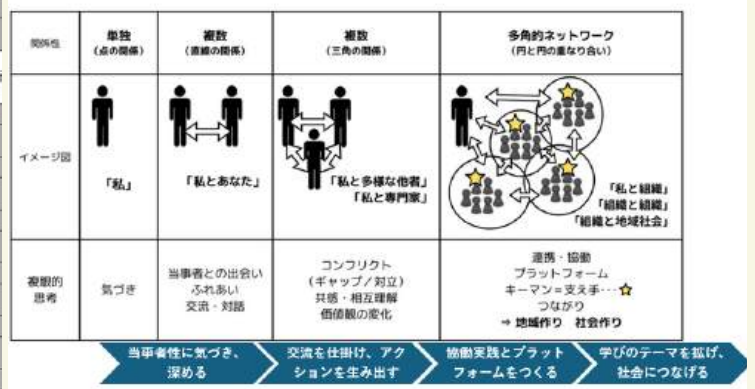 関係性
単独
(点の関係)
複数
(直線の関係)
複数
(三角の関係)
多角的ネットワーク
(円と円の重なり合い)
イメージ図
「私」
「私とあなた」
「私と多様な他者」
「私と専門家」
「私と組織」
「組織と組織」
「組織と地域社会」
複眼的
思考
気づき
当事者との出会い
ふれあい
交流・対話
コンフリクト
(ギャップ/対立)
共感・相互理解
価値観の変化
連携・協働
プラットフォーム
キーマン=支え手･･･
つながり
⇒ 地域作り 社会作り
当事者性に気づき、
深める
交流を仕掛け、アク
ションを生み出す
協働実践とプラット
フォームをつくる
学びのテーマを拡げ、
社会につなげる